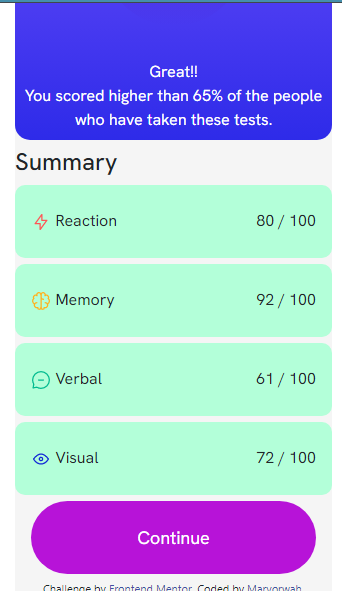 Great!!
You scored higher than 65% of the people
who have taken these tests.
Summary
Reaction 80 / 100
Memory 92 / 100
Verbal 61 / 100
Visual 72 / 100
Continue
Challenge by Frontend Mentor. Coded by Maryorwah